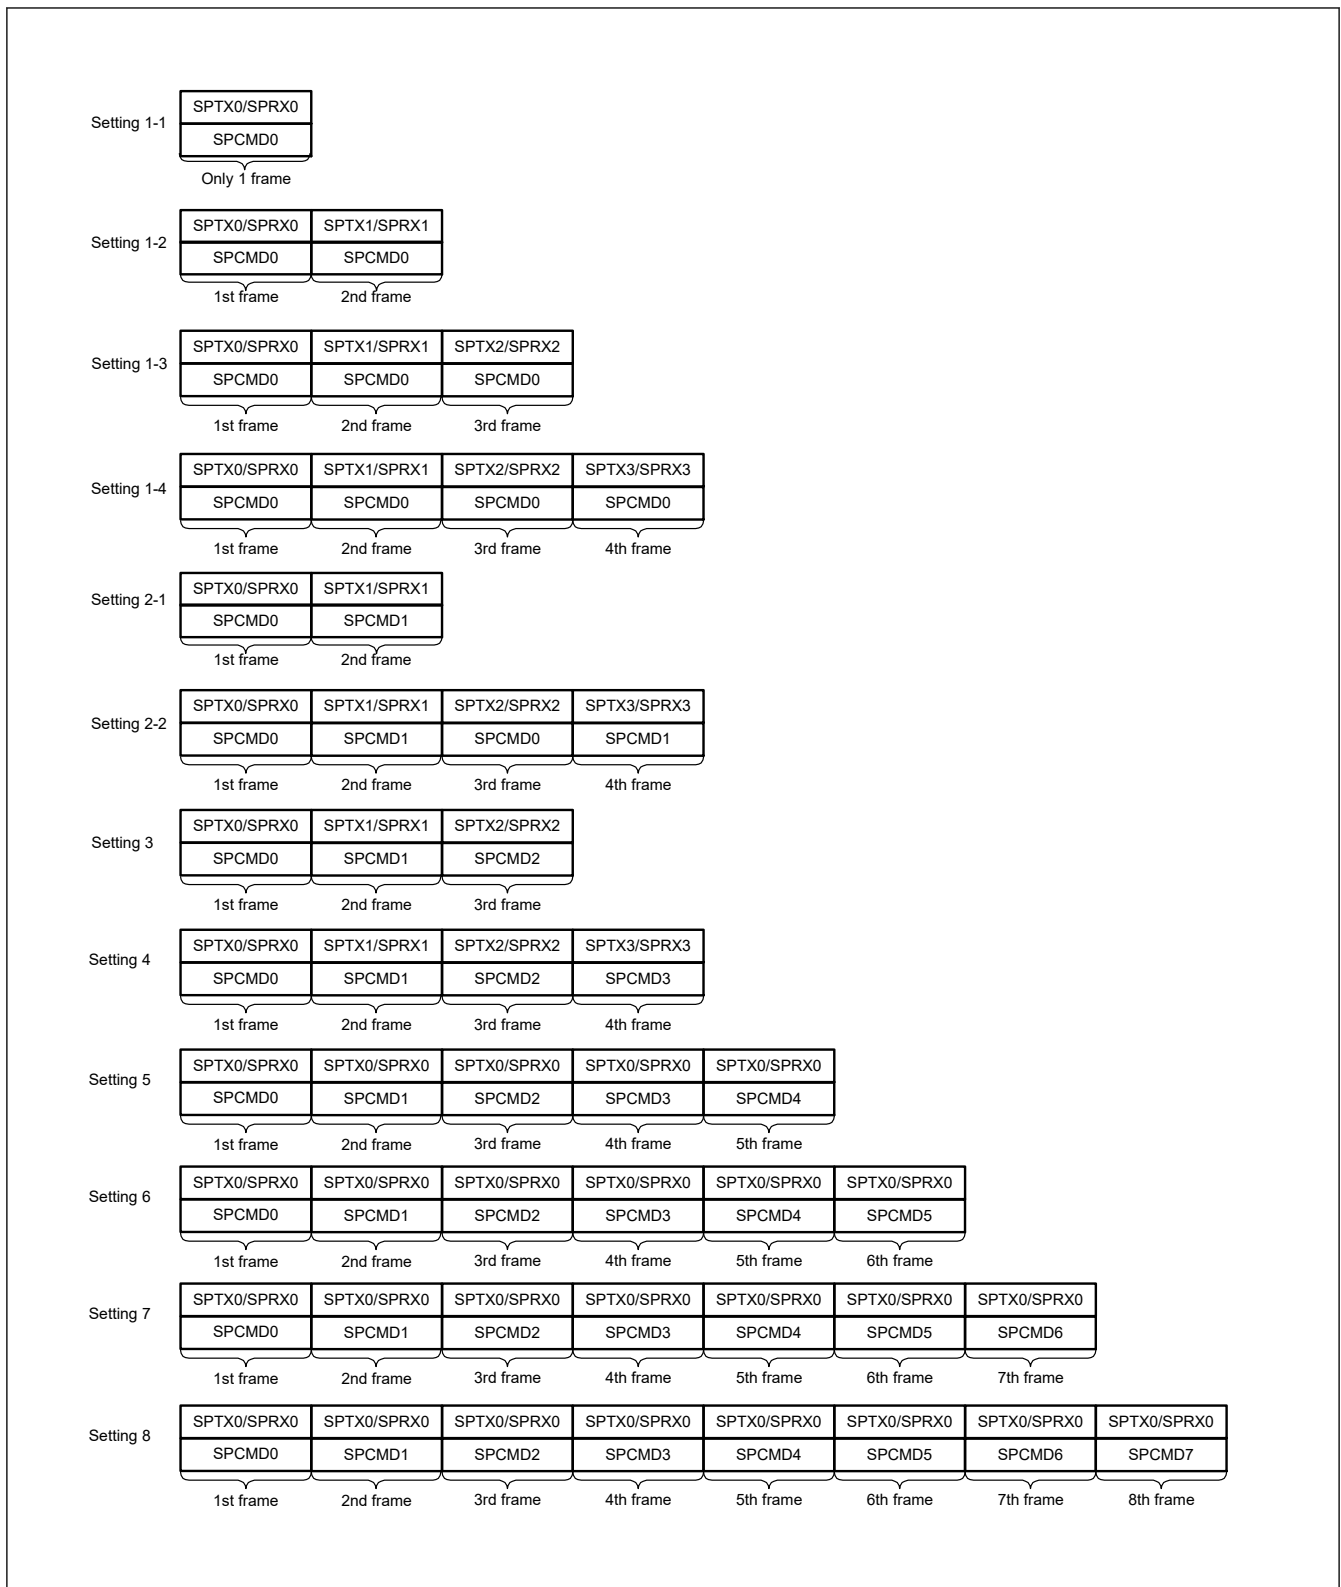 SPTX0/SPRX0
Setting 1-1
SPCMD0
Only 1 frame
SPTX0/SPRX0 SPTX1/SPRX1
Setting 1-2
SPCMD0 SPCMD0
1st frame 2nd frame
SPTX0/SPRX0 SPTX1/SPRX1 SPTX2/SPRX2
Setting 1-3
SPCMD0 SPCMD0 SPCMD0
1st frame 2nd frame 3rd frame
SPTX0/SPRX0 SPTX1/SPRX1 SPTX2/SPRX2 SPTX3/SPRX3
Setting 1-4
SPCMD0 SPCMD0 SPCMD0 SPCMD0
1st frame 2nd frame 3rd frame 4th frame
SPTX0/SPRX0 SPTX1/SPRX1
Setting 2-1
SPCMD0 SPCMD1
1st frame 2nd frame
SPTX0/SPRX0 SPTX1/SPRX1 SPTX2/SPRX2 SPTX3/SPRX3
Setting 2-2
SPCMD0 SPCMD1 SPCMD0 SPCMD1
1st frame 2nd frame 3rd frame 4th frame
SPTX0/SPRX0 SPTX1/SPRX1 SPTX2/SPRX2
Setting 3
SPCMD0 SPCMD1 SPCMD2
1st frame 2nd frame 3rd frame
SPTX0/SPRX0 SPTX1/SPRX1 SPTX2/SPRX2 SPTX3/SPRX3
Setting 4
SPCMD0 SPCMD1 SPCMD2 SPCMD3
1st frame 2nd frame 3rd frame 4th frame
SPTX0/SPRX0 SPTX0/SPRX0 SPTX0/SPRX0 SPTX0/SPRX0 SPTX0/SPRX0
Setting 5
SPCMD0 SPCMD1 SPCMD2 SPCMD3 SPCMD4
1st frame 2nd frame 3rd frame 4th frame 5th frame
SPTX0/SPRX0 SPTX0/SPRX0 SPTX0/SPRX0 SPTX0/SPRX0 SPTX0/SPRX0 SPTX0/SPRX0
Setting 6
SPCMD0 SPCMD1 SPCMD2 SPCMD3 SPCMD4 SPCMD5
1st frame 2nd frame 3rd frame 4th frame 5th frame 6th frame
SPTX0/SPRX0 SPTX0/SPRX0 SPTX0/SPRX0 SPTX0/SPRX0 SPTX0/SPRX0 SPTX0/SPRX0 SPTX0/SPRX0
Setting 7
SPCMD0 SPCMD1 SPCMD2 SPCMD3 SPCMD4 SPCMD5 SPCMD6
1st frame 2nd frame 3rd frame 4th frame 5th frame 6th frame 7th frame
SPTX0/SPRX0 SPTX0/SPRX0 SPTX0/SPRX0 SPTX0/SPRX0 SPTX0/SPRX0 SPTX0/SPRX0 SPTX0/SPRX0 SPTX0/SPRX0
Setting 8
SPCMD0 SPCMD1 SPCMD2 SPCMD3 SPCMD4 SPCMD5 SPCMD6 SPCMD7
1st frame 2nd frame 3rd frame 4th frame 5th frame 6th frame 7th frame 8th frame